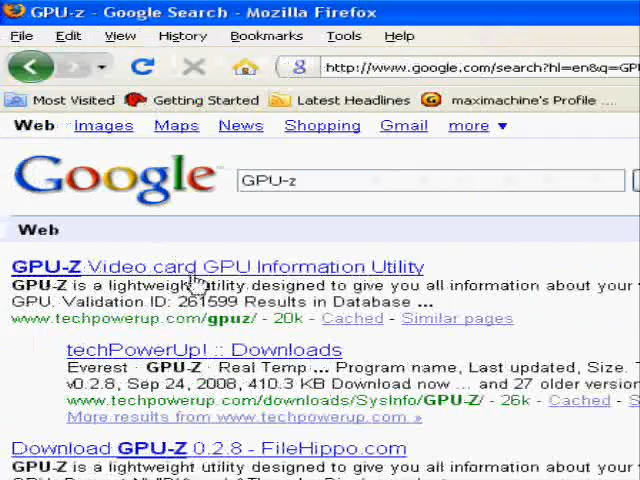 GPU-z - Google Search - Mozilla Firefox
File Edit View History Bookmarks Tools Help
http://www.google.com/search?hl=en&q=GP
Most Visited Getting Started Latest Headlines maximachine's Profile ....
Web Images Maps News Shopping Gmail more ▼
Google GPU-z
Web
GPU-Z Video card GPU Information Utility
GPU-Z is a lightweight utility designed to give you all information about your
GPU. Validation ID: 261599 Results in Database ...
www.techpowerup.com/gpuz/ - 20k - Cached - Similar pages
techPowerUp! :: Downloads
Everest · GPU-Z · Real Temp ... Program name, Last updated, Size. T
v0.2.8, Sep 24, 2008, 410.3 KB Download now ... and 27 older version
www.techpowerup.com/downloads/SysInfo/GPU-Z/ - 26k - Cached - S
More results from www.techpowerup.com »
Download GPU-Z 0.2.8 - FileHippo.com
GPU-Z is a lightweight utility designed to give you all information about your